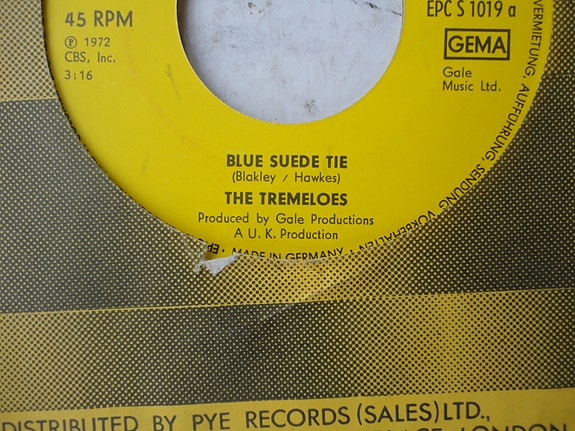 45 RPM
℗ 1972
CBS, Inc.
3:16
EPC S 1019 a
GEMA
Gale
Music Ltd.
BLUE SUEDE TIE
(Blakley / Hawkes)
THE TREMELOES
Produced by Gale Productions
A U. K. Production
VERMIETUNG, AUFFÜHRUNG, SENDUNG VORBEHALTEN
• MADE IN GERMANY •
DISTRIBUTED BY PYE RECORDS (SALES) LTD.,
LONDON